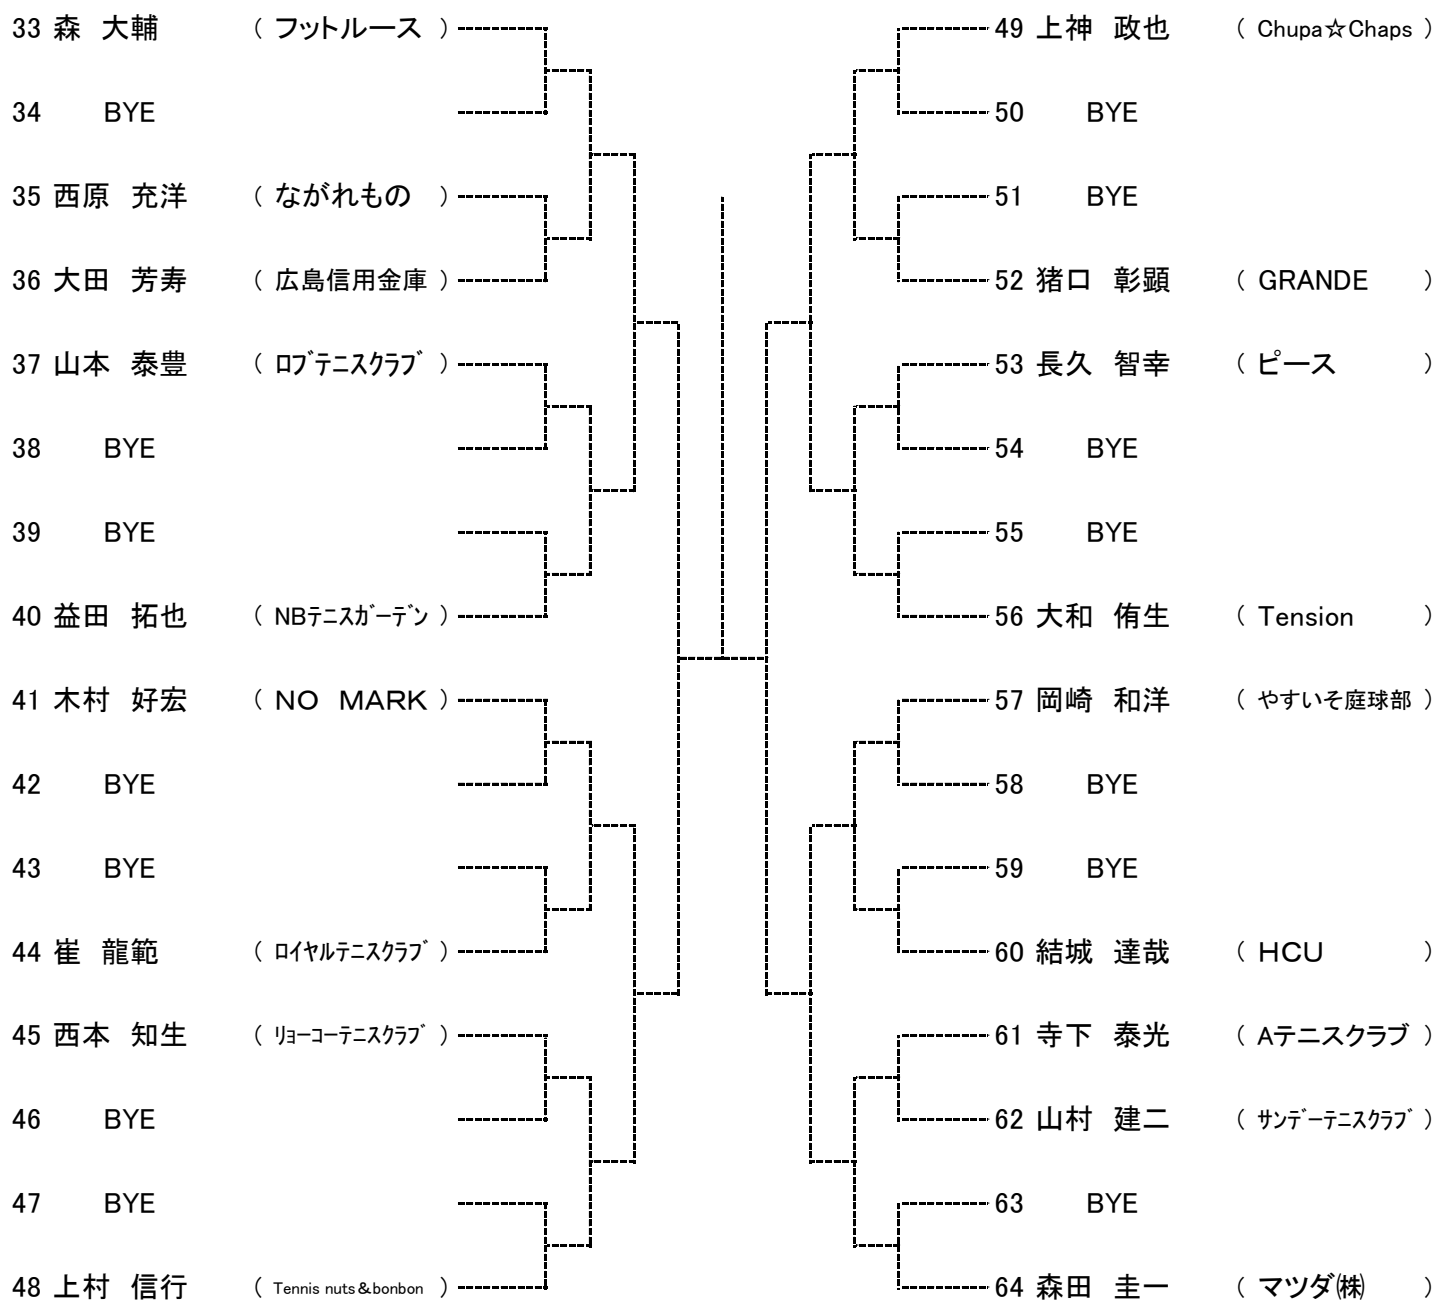 33 森 大輔 ( フットルース )
34 BYE
35 西原 充洋 ( ながれもの )
36 大田 芳寿 ( 広島信用金庫 )
37 山本 泰豊 ( ﾛﾌﾞﾃﾆｽｸﾗﾌﾞ )
38 BYE
39 BYE
40 益田 拓也 ( NBﾃﾆｽｶﾞｰﾃﾞﾝ )
41 木村 好宏 ( NO MARK )
42 BYE
43 BYE
44 崔 龍範 ( ﾛｲﾔﾙﾃﾆｽｸﾗﾌﾞ )
45 西本 知生 ( ﾘｮｰｺｰﾃﾆｽｸﾗﾌﾞ )
46 BYE
47 BYE
48 上村 信行 ( Tennis nuts&bonbon )
49 上神 政也 ( Chupa☆Chaps )
50 BYE
51 BYE
52 猪口 彰顕 ( GRANDE )
53 長久 智幸 ( ピース )
54 BYE
55 BYE
56 大和 侑生 ( Tension )
57 岡崎 和洋 ( やすいそ庭球部 )
58 BYE
59 BYE
60 結城 達哉 ( HCU )
61 寺下 泰光 ( Aテニスクラブ )
62 山村 建二 ( ｻﾝﾃﾞｰﾃﾆｽｸﾗﾌﾞ )
63 BYE
64 森田 圭一 ( マツダ㈱ )